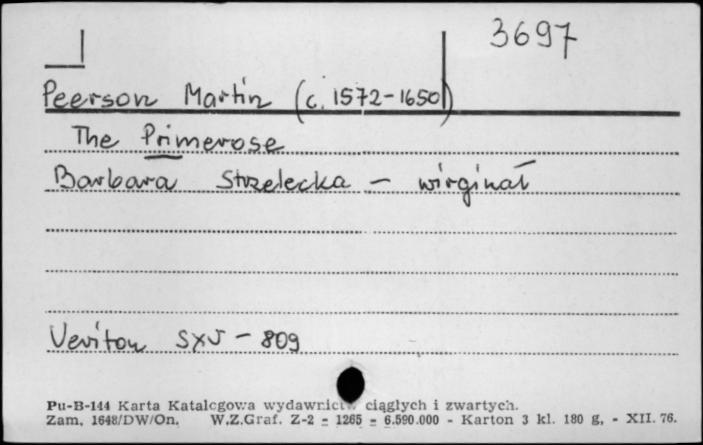 3697
Peerson Martin (c. 1572-1650)
The Primerose
Barbara Strzelecka - wirginał
Veriton SXV - 809
Pu-B-144 Karta Katalogowa wydawnictw ciągłych i zwartych.
Zam. 1648/DW/On. W.Z.Graf. Z-2 = 1265 = 6.590.000 - Karton 3 kl. 180 g. - XII. 76.